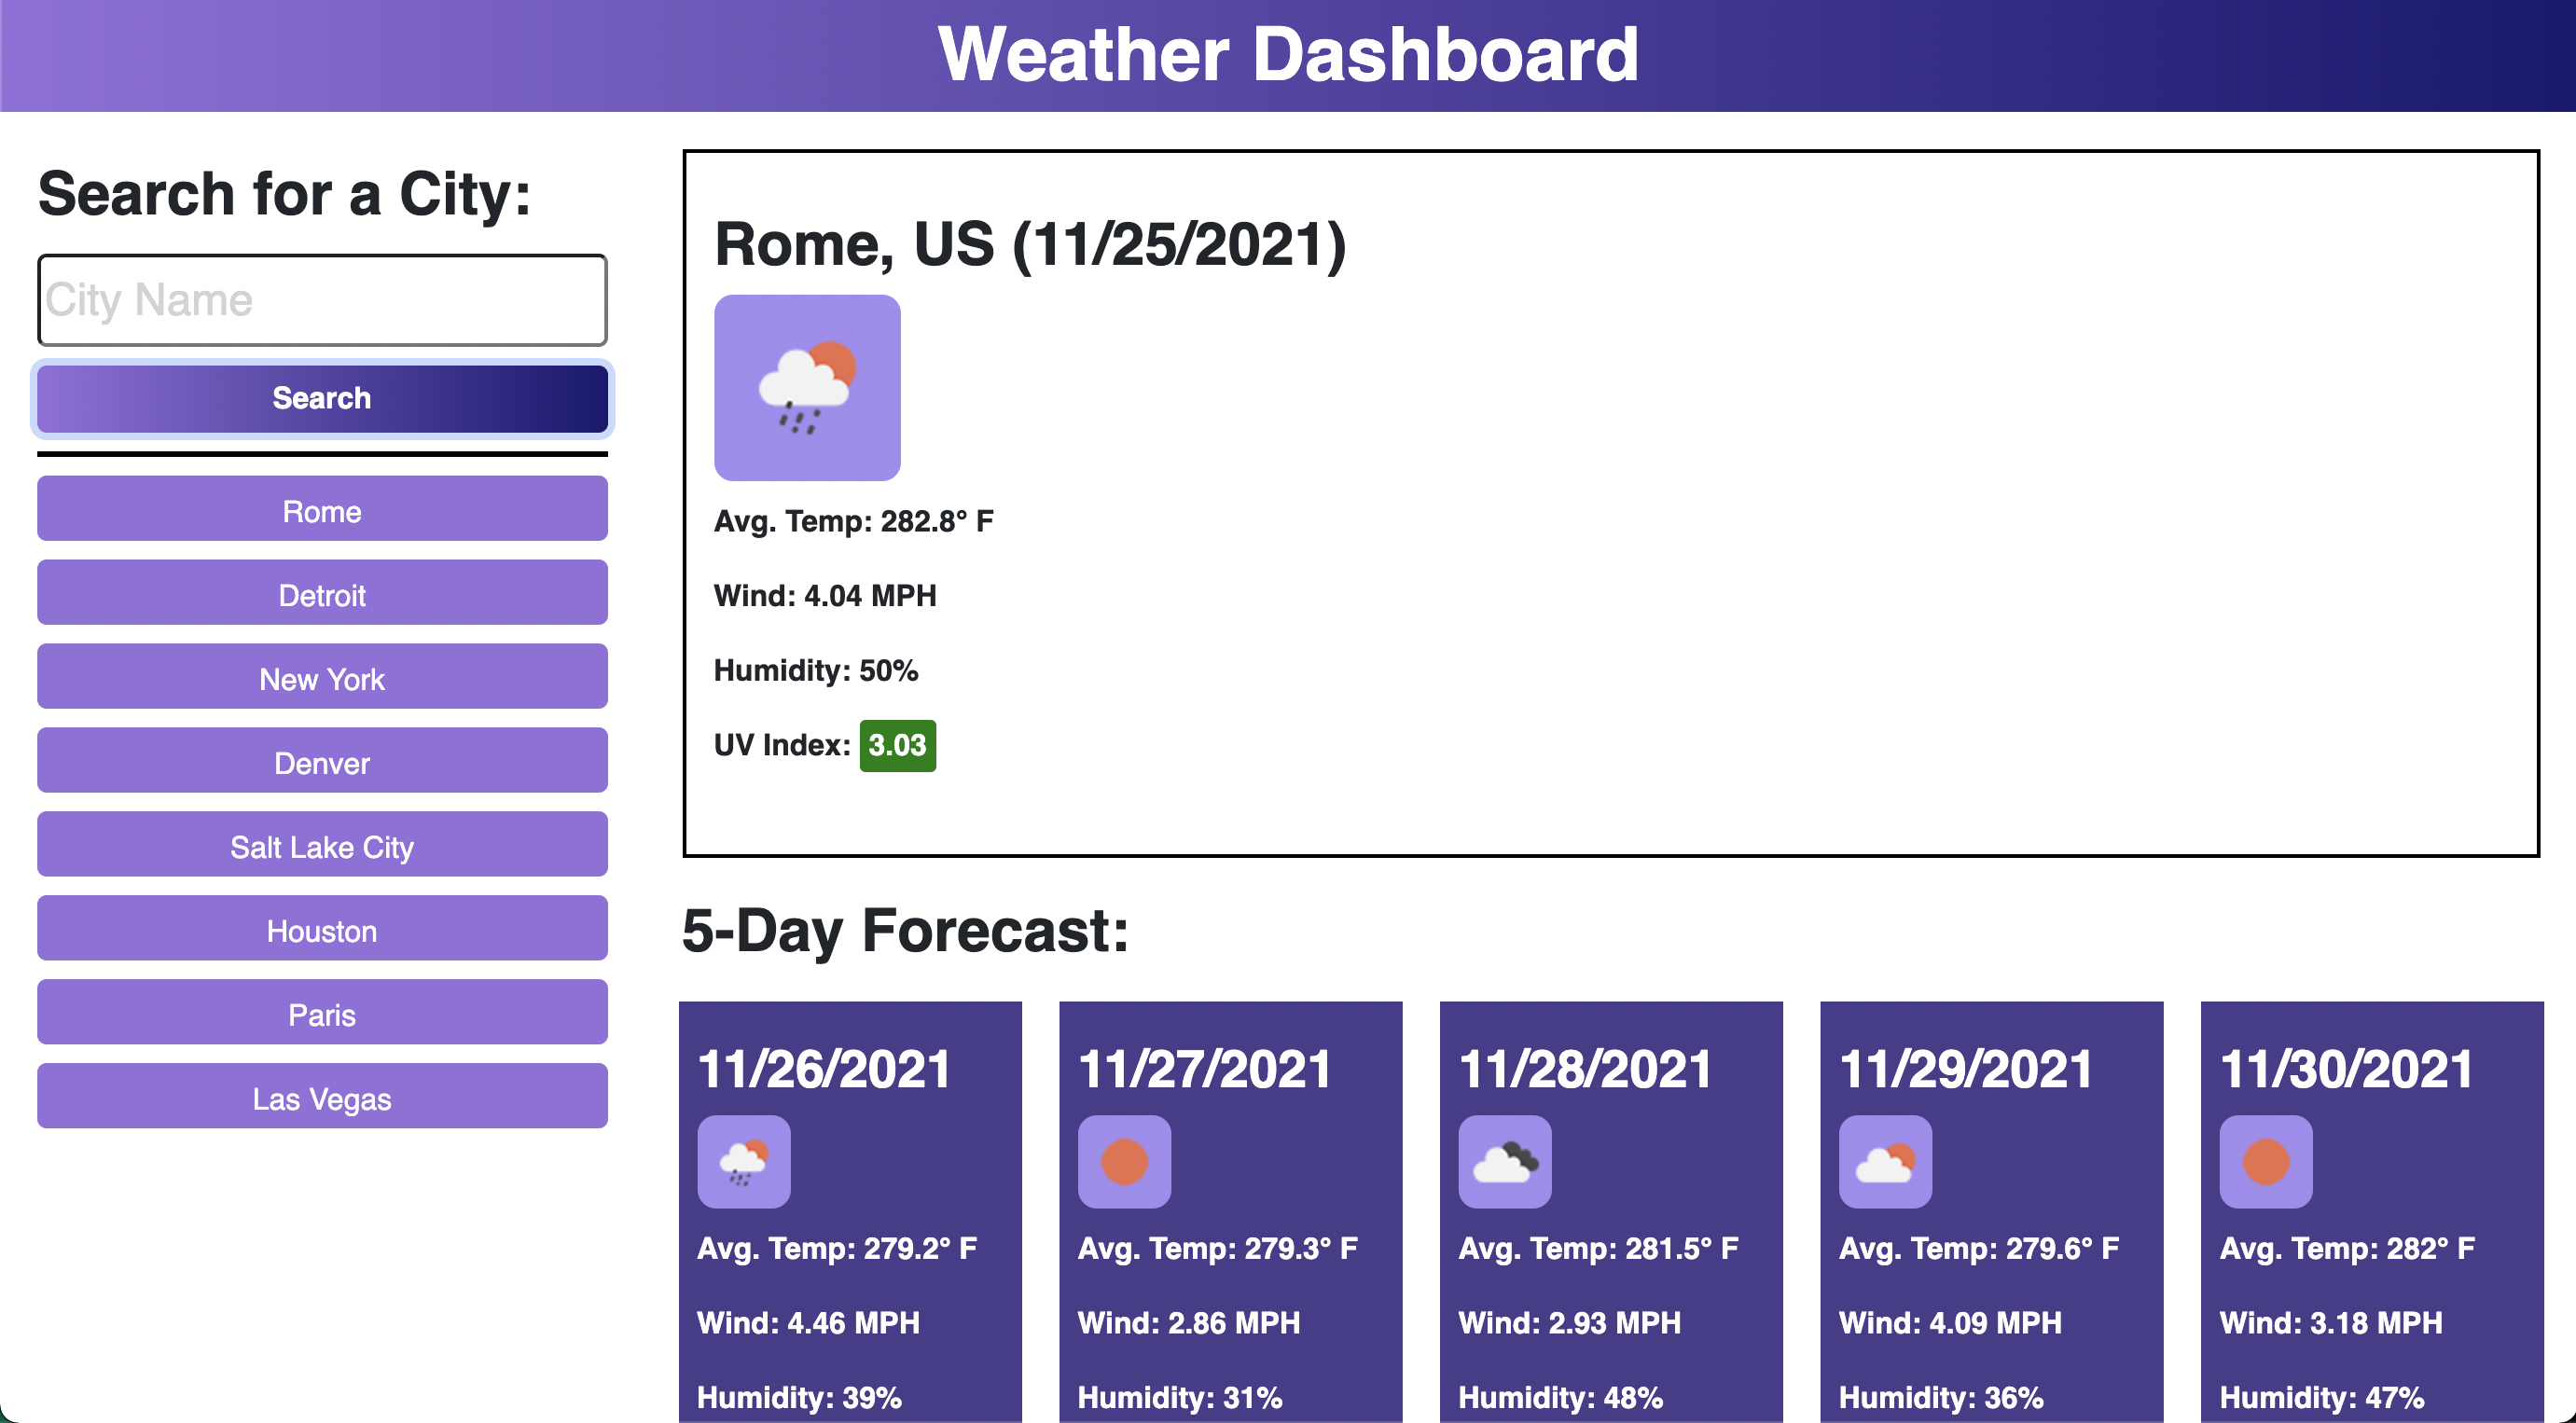 Weather Dashboard
Search for a City:
City Name
Search
Rome
Detroit
New York
Denver
Salt Lake City
Houston
Paris
Las Vegas
Rome, US (11/25/2021)
Avg. Temp: 282.8° F
Wind: 4.04 MPH
Humidity: 50%
UV Index: 3.03
5-Day Forecast:
11/26/2021
Avg. Temp: 279.2° F
Wind: 4.46 MPH
Humidity: 39%
11/27/2021
Avg. Temp: 279.3° F
Wind: 2.86 MPH
Humidity: 31%
11/28/2021
Avg. Temp: 281.5° F
Wind: 2.93 MPH
Humidity: 48%
11/29/2021
Avg. Temp: 279.6° F
Wind: 4.09 MPH
Humidity: 36%
11/30/2021
Avg. Temp: 282° F
Wind: 3.18 MPH
Humidity: 47%